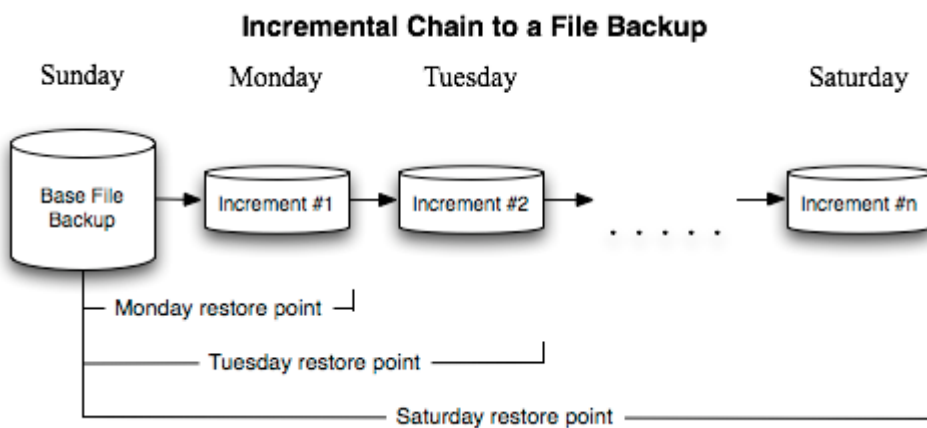 Incremental Chain to a File Backup
Sunday
Monday
Tuesday
Saturday
Base File
Backup
Increment #1
Increment #2
. . . . .
Increment #n
Monday restore point
Tuesday restore point
Saturday restore point